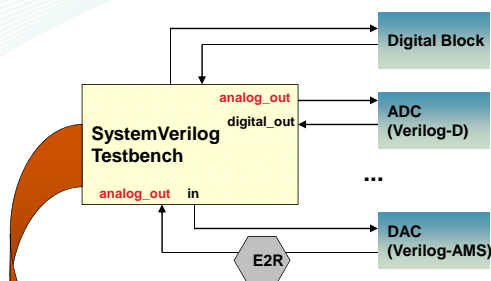 Digital Block
analog_out
digital_out
ADC
(Verilog-D)
SystemVerilog
Testbench
...
analog_out in
DAC
(Verilog-AMS)
E2R